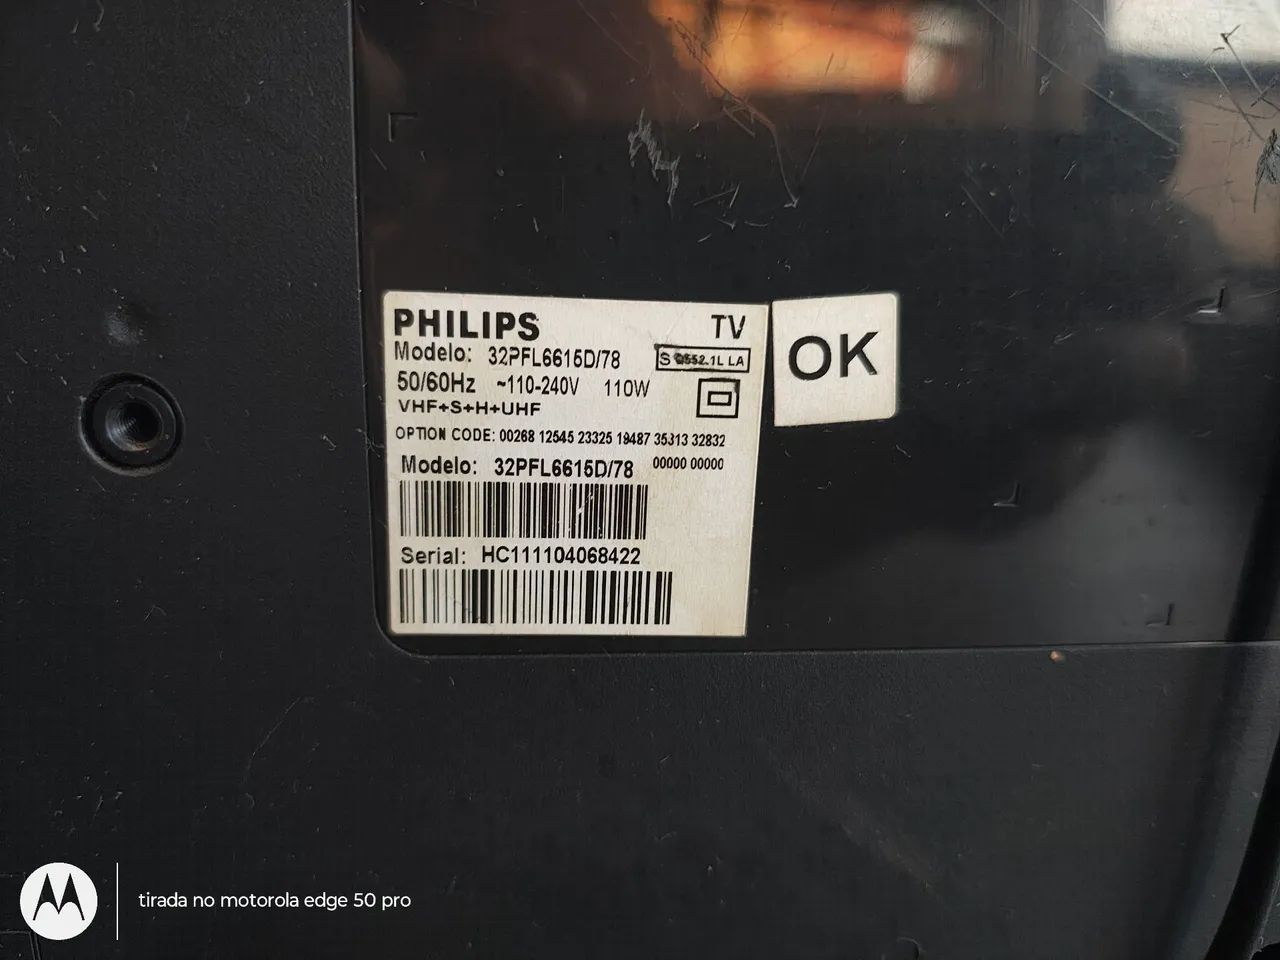 PHILIPS TV
Modelo: 32PFL6615D/78
50/60Hz ~110-240V 110W
VHF+S+H+UHF
OPTION CODE: 00268 12545 23325 19487 35313 32832
00000 00000
Modelo: 32PFL6615D/78
Serial: HC111104068422
OK
tirada no motorola edge 50 pro